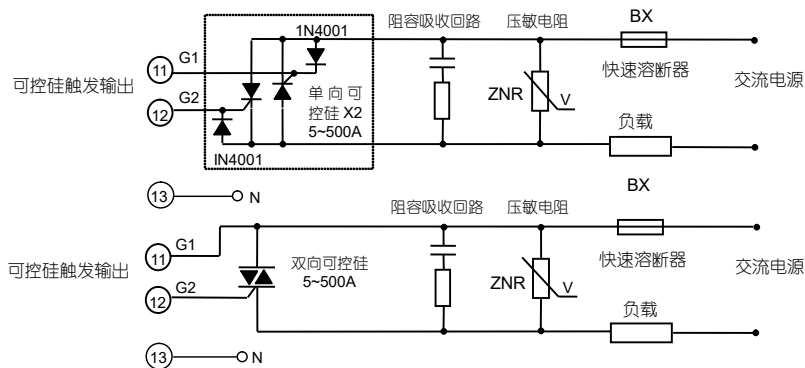 1N4001
阻容吸收回路
压敏电阻
BX
G1
11
可控硅触发输出
G2
12
单向可
控硅 X2
5~500A
ZNR
V
快速溶断器
交流电源
负载
IN4001
13
N
阻容吸收回路
压敏电阻
BX
G1
11
可控硅触发输出
G2
12
双向可控硅
5~500A
ZNR
V
快速溶断器
交流电源
负载
13
N